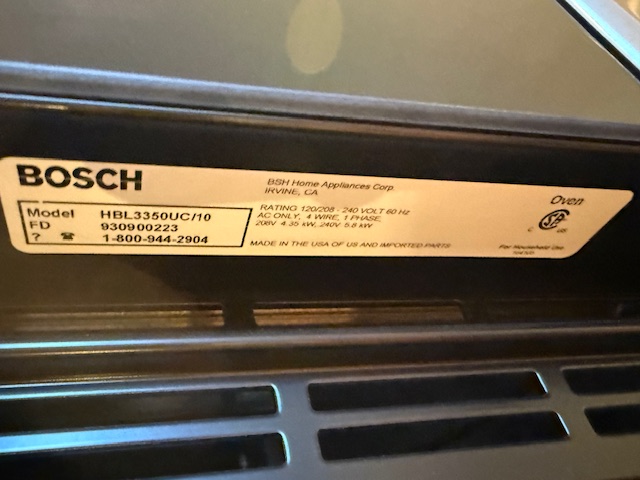 BOSCH
BSH Home Appliances Corp.
IRVINE, CA
Model HBL3350UC/10
FD 930900223
? ☎ 1-800-944-2904
RATING 120/208 - 240 VOLT 60 Hz
AC ONLY, 4 WIRE, 1 PHASE
208V 4.35 kW, 240V 5.8 kW
MADE IN THE USA OF US AND IMPORTED PARTS
Oven
C US
For Household Use